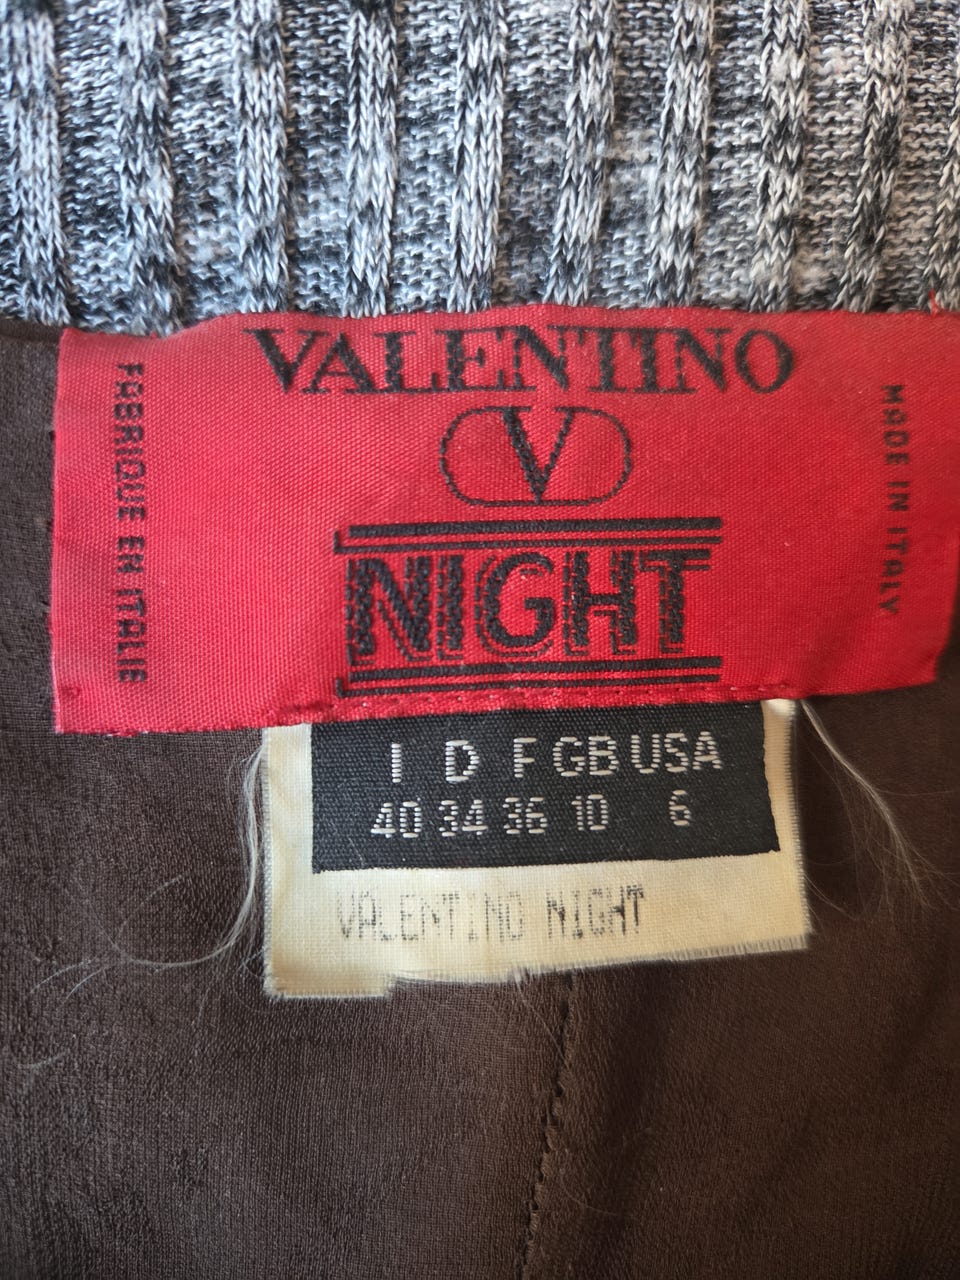 VALENTINO
V
NIGHT
FABRIQUE EN ITALIE
MADE IN ITALY
I D F GB USA
40 34 36 10 6
VALENTINO NIGHT